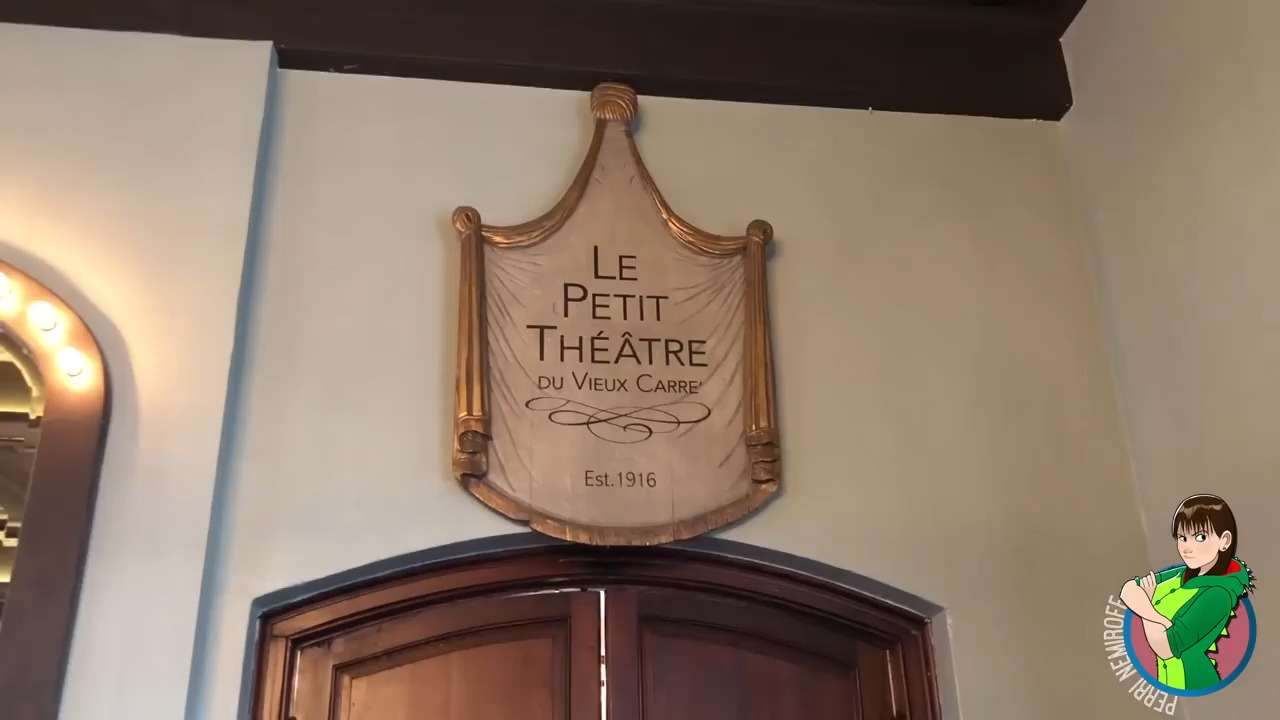 LE
PETIT
THÉÂTRE
DU VIEUX CARRE'
Est.1916
PERRI NEMIROFF